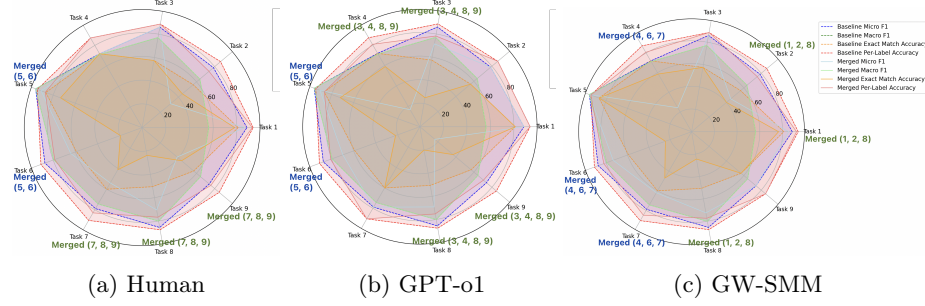 Task 3
Task 4
Task 2
Merged
(5, 6)
Task 5
80
60
40
20
Task 1
Task 6
Merged
(5, 6)
Task 9
Merged (7, 8, 9)
Task 7
Merged (7, 8, 9)
Merged (7, 8, 9)
Task 8
(a) Human
Task 3
Merged (3, 4, 8, 9)
Task 4
Merged (3, 4, 8, 9)
Task 2
Merged
(5, 6)
Task 5
80
60
40
20
Task 1
Task 6
Merged
(5, 6)
Task 9
Merged (3, 4, 8, 9)
Task 7
Merged (3, 4, 8, 9)
Task 8
(b) GPT-o1
Task 3
Task 4
Merged (4, 6, 7)
Merged (1, 2, 8)
Task 2
Task 5
80
60
40
20
Task 1
Merged (1, 2, 8)
Task 6
Merged
(4, 6, 7)
Task 9
Task 7
Merged (4, 6, 7)
Merged (1, 2, 8)
Task 8
(c) GW-SMM
Baseline Micro F1
Baseline Macro F1
Baseline Exact Match Accuracy
Baseline Per-Label Accuracy
Merged Micro F1
Merged Macro F1
Merged Exact Match Accuracy
Merged Per-Label Accuracy